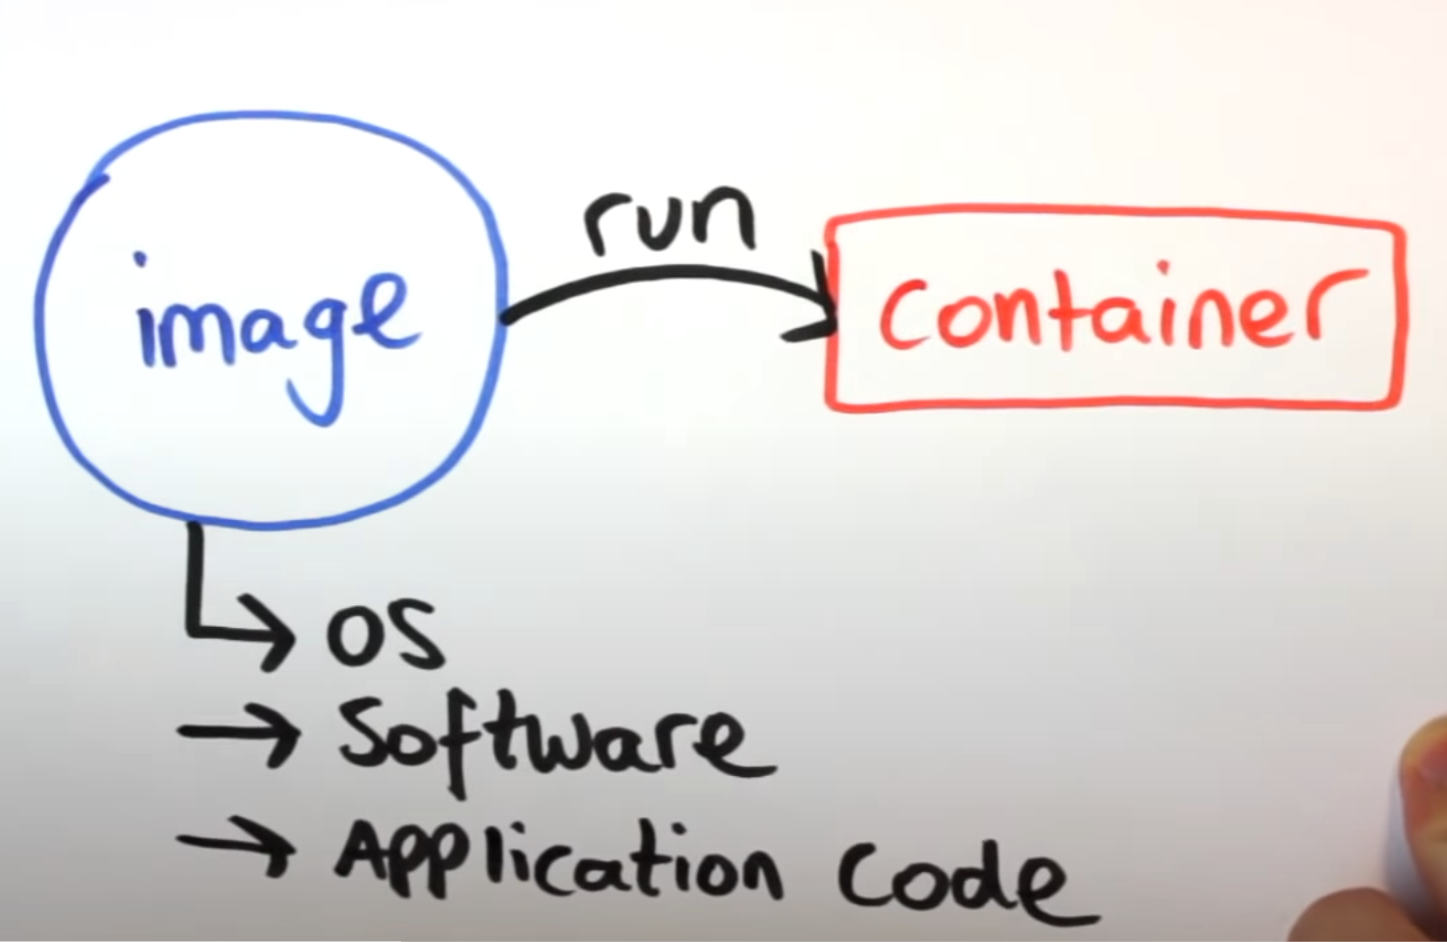 run
image
container
OS
Software
Application Code